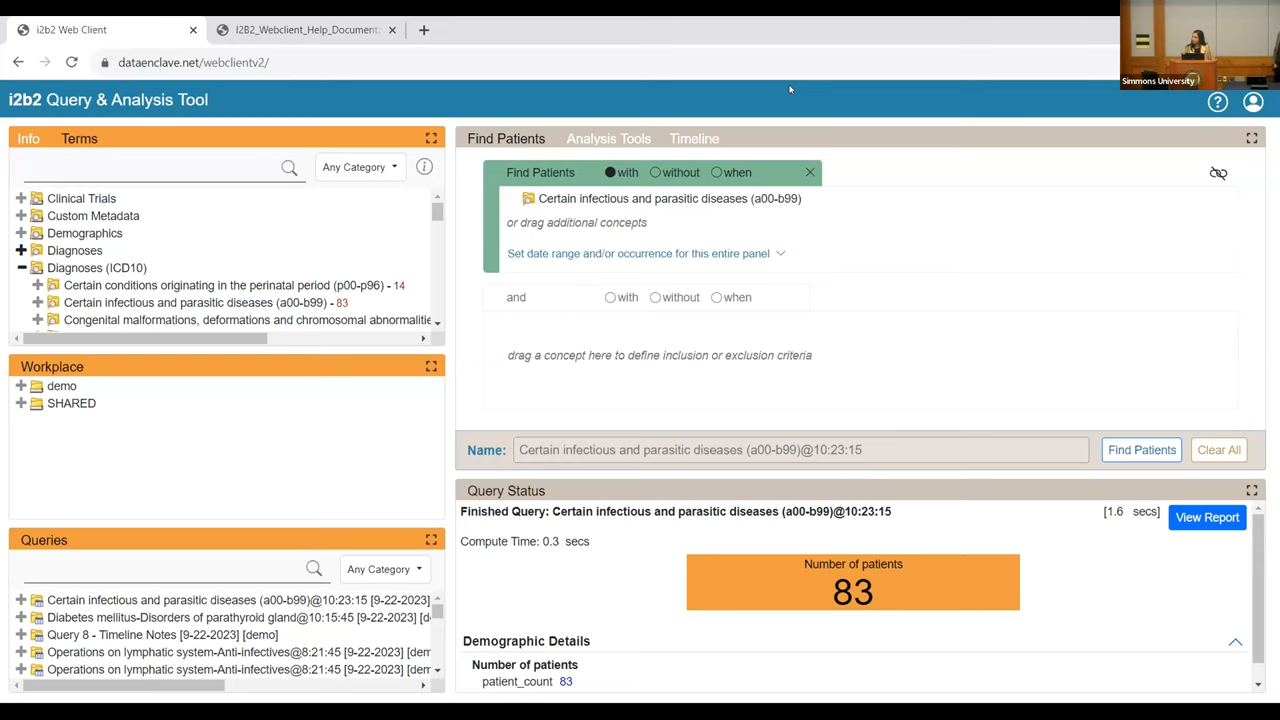 i2b2 Web Client
I2B2_Webclient_Help_Documenta
dataenclave.net/webclientv2/
Simmons University
i2b2 Query & Analysis Tool
Info Terms
Any Category
Clinical Trials
Custom Metadata
Demographics
Diagnoses
Diagnoses (ICD10)
Certain conditions originating in the perinatal period (p00-p96) - 14
Certain infectious and parasitic diseases (a00-b99) - 83
Congenital malformations, deformations and chromosomal abnormalitie
Workplace
demo
SHARED
Queries
Any Category
Certain infectious and parasitic diseases (a00-b99)@10:23:15 [9-22-2023]
Diabetes mellitus-Disorders of parathyroid gland@10:15:45 [9-22-2023] [d
Query 8 - Timeline Notes [9-22-2023] [demo]
Operations on lymphatic system-Anti-infectives@8:21:45 [9-22-2023] [dem
Operations on lymphatic system-Anti-infectives@8:21:45 [9-22-2023] [dem
Find Patients Analysis Tools Timeline
Find Patients with without when
Certain infectious and parasitic diseases (a00-b99)
or drag additional concepts
Set date range and/or occurrence for this entire panel
and with without when
drag a concept here to define inclusion or exclusion criteria
Name: Certain infectious and parasitic diseases (a00-b99)@10:23:15 Find Patients Clear All
Query Status
Finished Query: Certain infectious and parasitic diseases (a00-b99)@10:23:15 [1.6 secs] View Report
Compute Time: 0.3 secs
Number of patients
83
Demographic Details
Number of patients
patient_count 83